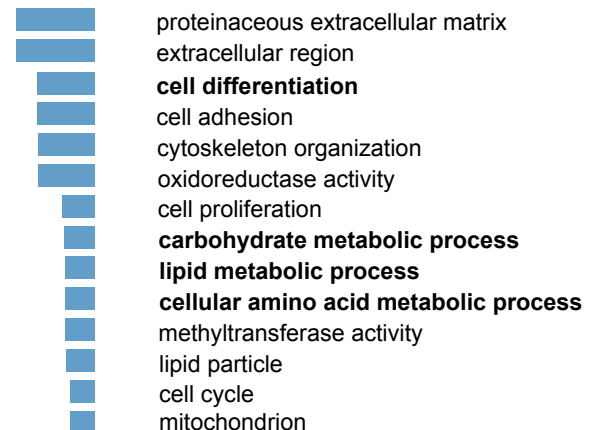 proteinaceous extracellular matrix
extracellular region
cell differentiation
cell adhesion
cytoskeleton organization
oxidoreductase activity
cell proliferation
carbohydrate metabolic process
lipid metabolic process
cellular amino acid metabolic process
methyltransferase activity
lipid particle
cell cycle
mitochondrion